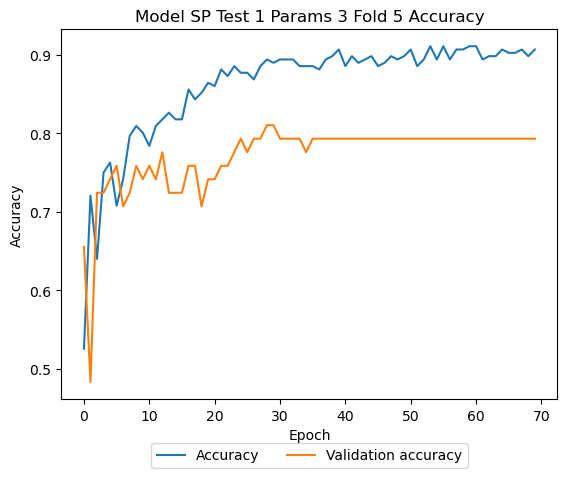 Model SP Test 1 Params 3 Fold 5 Accuracy
0.9
0.8
0.7
0.6
0.5
Accuracy
0 10 20 30 40 50 60 70
Epoch
Accuracy Validation accuracy